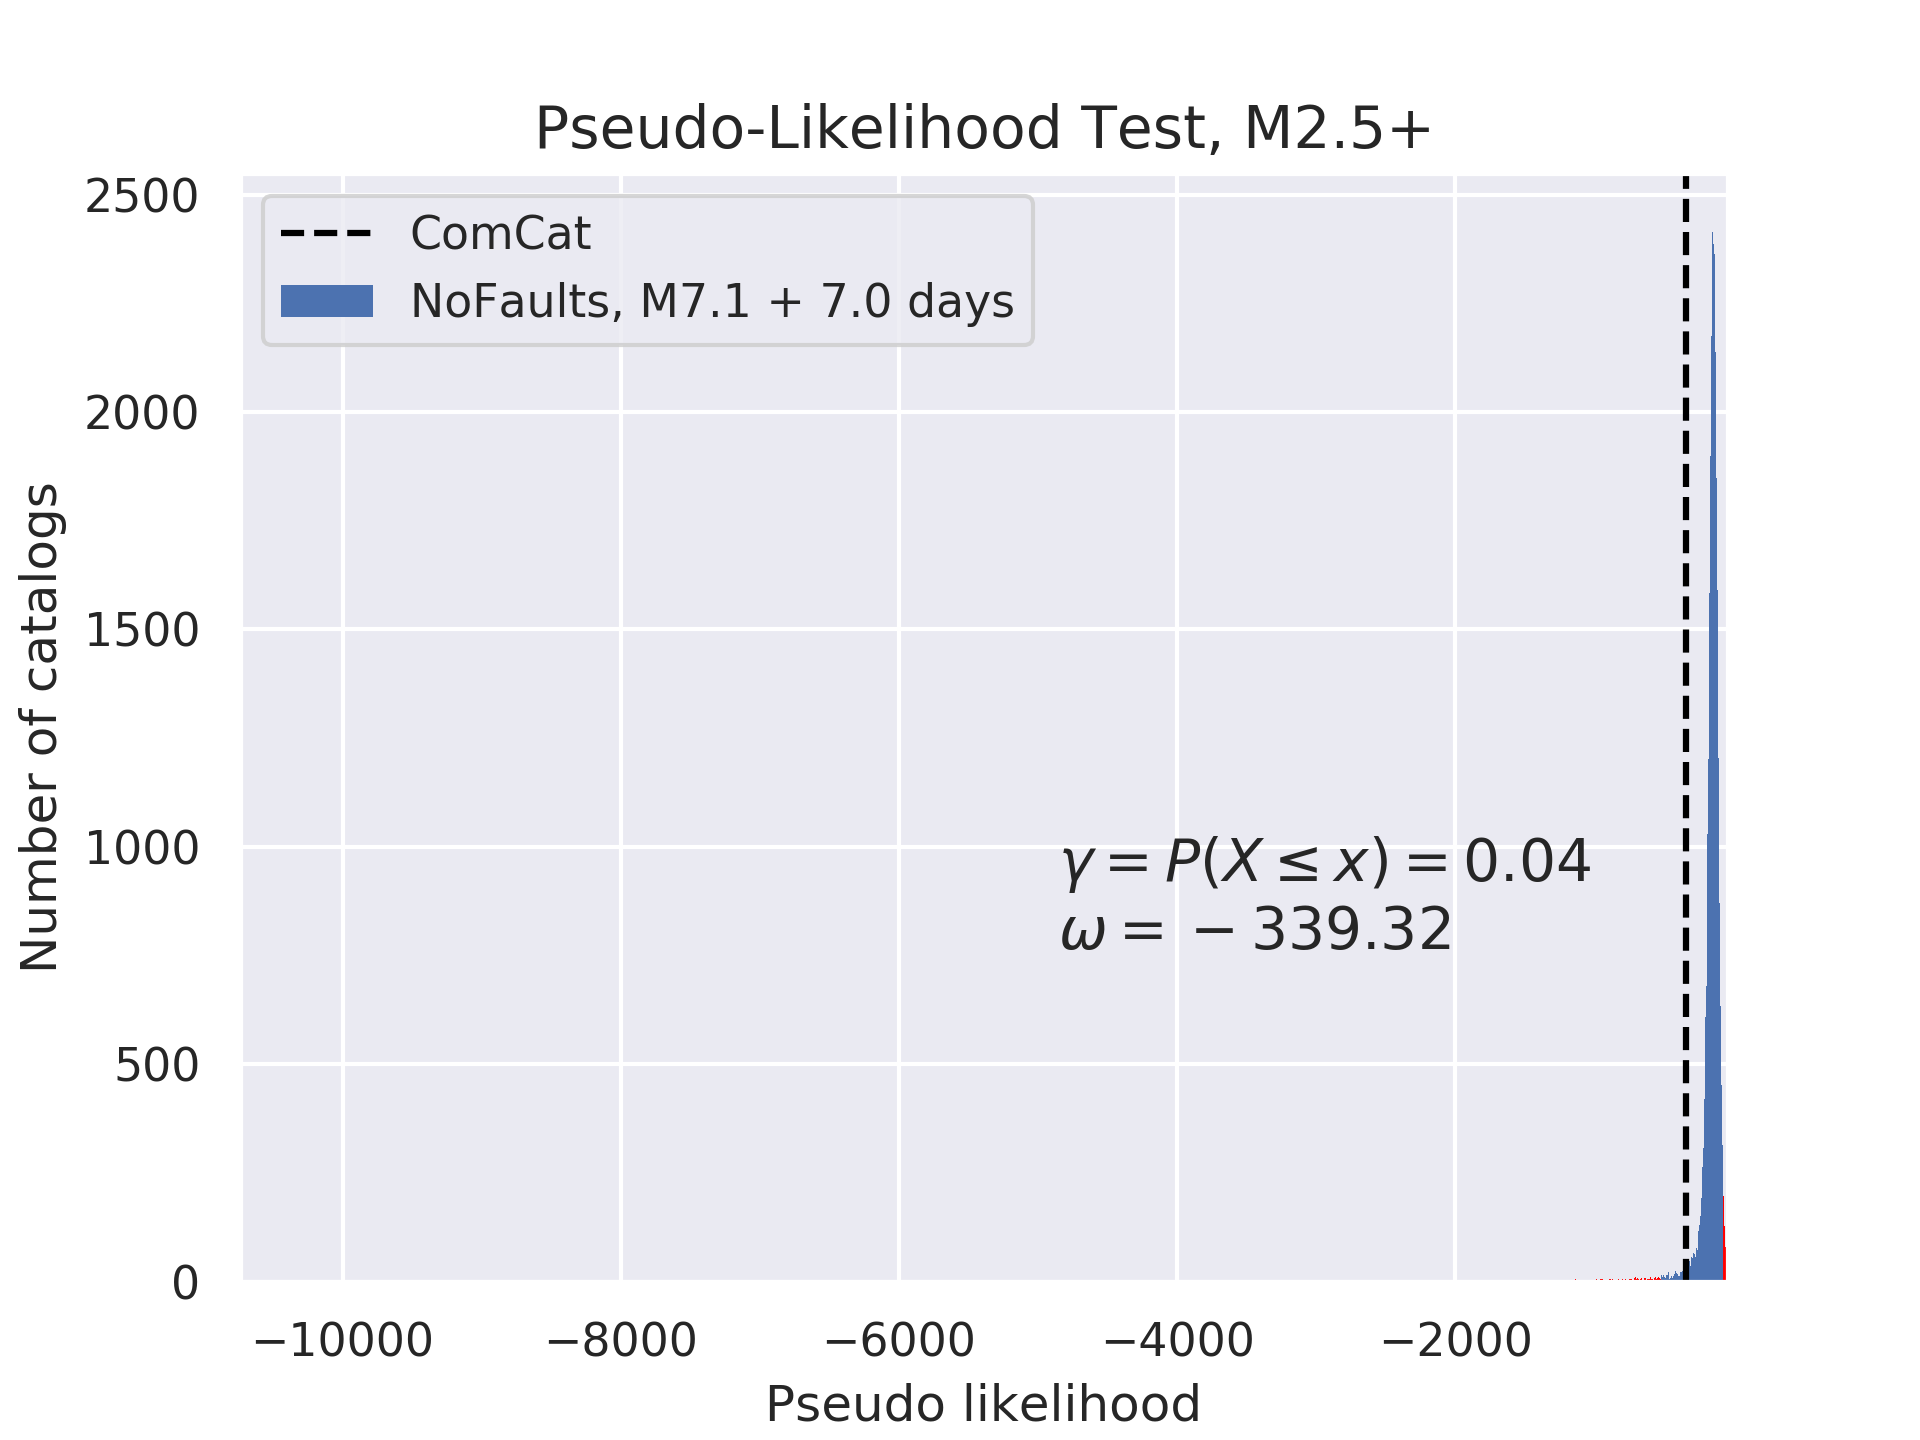 Pseudo-Likelihood Test, M2.5+
ComCat
NoFaults, M7.1 + 7.0 days
γ = P(X ≤ x) = 0.04
ω = − 339.32
2500
2000
1500
1000
500
0
Number of catalogs
−10000
−8000
−6000
−4000
−2000
Pseudo likelihood